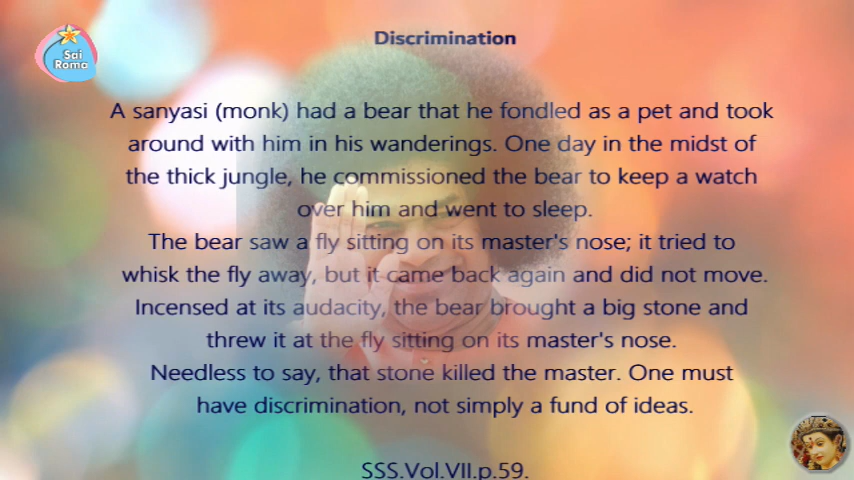 Discrimination
Sai
Roma
A sanyasi (monk) had a bear that he fondled as a pet and took
around with him in his wanderings. One day in the midst of
the thick jungle, he commissioned the bear to keep a watch
over him and went to sleep.
The bear saw a fly sitting on its master's nose; it tried to
whisk the fly away, but it came back again and did not move.
Incensed at its audacity, the bear brought a big stone and
threw it at the fly sitting on its master's nose.
Needless to say, that stone killed the master. One must
have discrimination, not simply a fund of ideas.
SSS.Vol.VII.p.59.